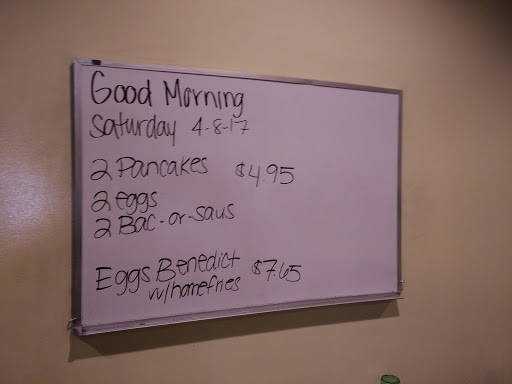 Good Morning
Saturday 4-8-17
2 Pancakes $4.95
2 eggs
2 Bac-or-saus
Eggs Benedict $7.65
w/homefries